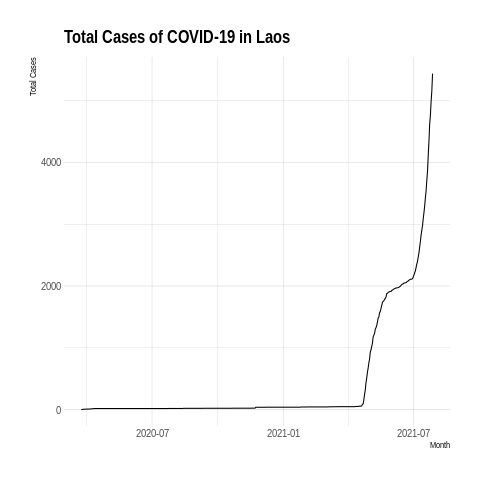 Total Cases of COVID-19 in Laos
Total Cases
4000
2000
0
2020-07
2021-01
2021-07
Month